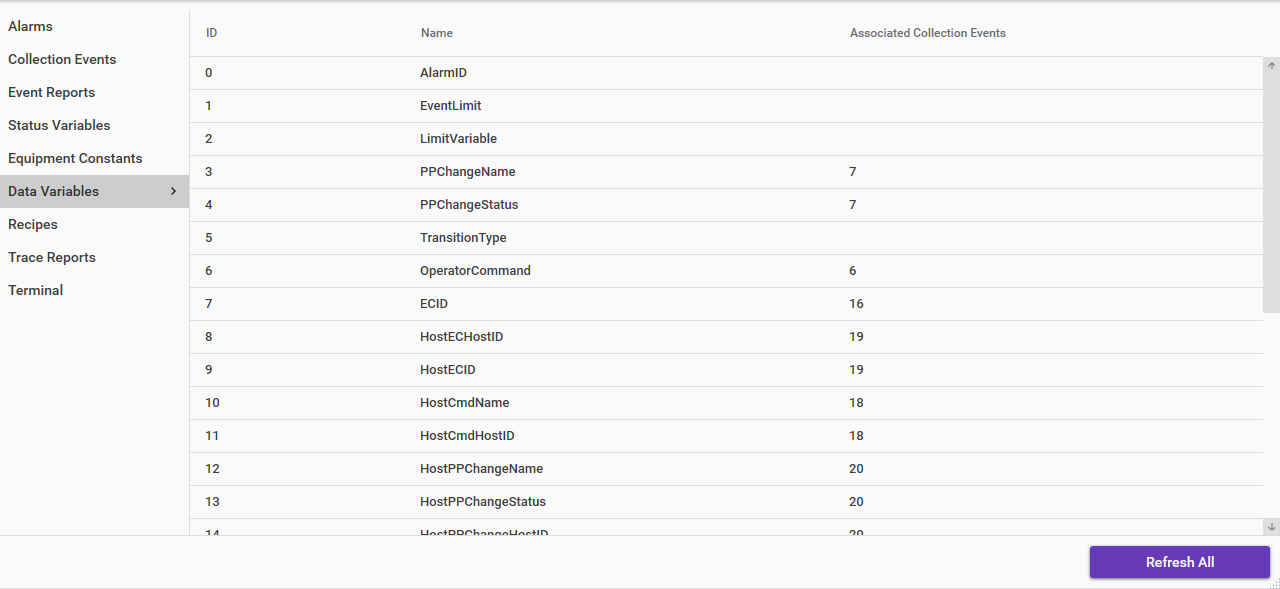 Alarms
Collection Events
Event Reports
Status Variables
Equipment Constants
Data Variables
Recipes
Trace Reports
Terminal
ID Name Associated Collection Events
0 AlarmID
1 EventLimit
2 LimitVariable
3 PPChangeName 7
4 PPChangeStatus 7
5 TransitionType
6 OperatorCommand 6
7 ECID 16
8 HostECHostID 19
9 HostECID 19
10 HostCmdName 18
11 HostCmdHostID 18
12 HostPPChangeName 20
13 HostPPChangeStatus 20
14 HostPPChangeHostID 20
Refresh All